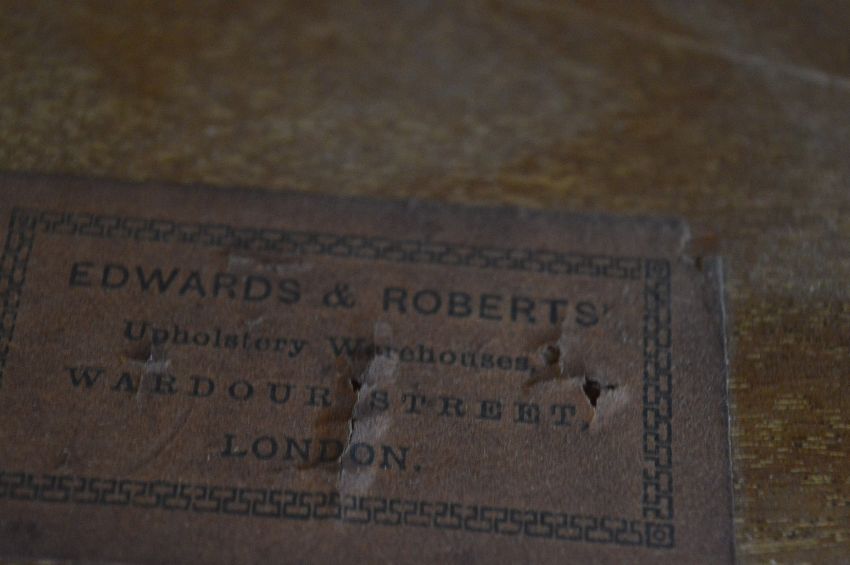 EDWARDS & ROBERTS'
Upholstery Warehouses,
WARDOUR STREET,
LONDON.